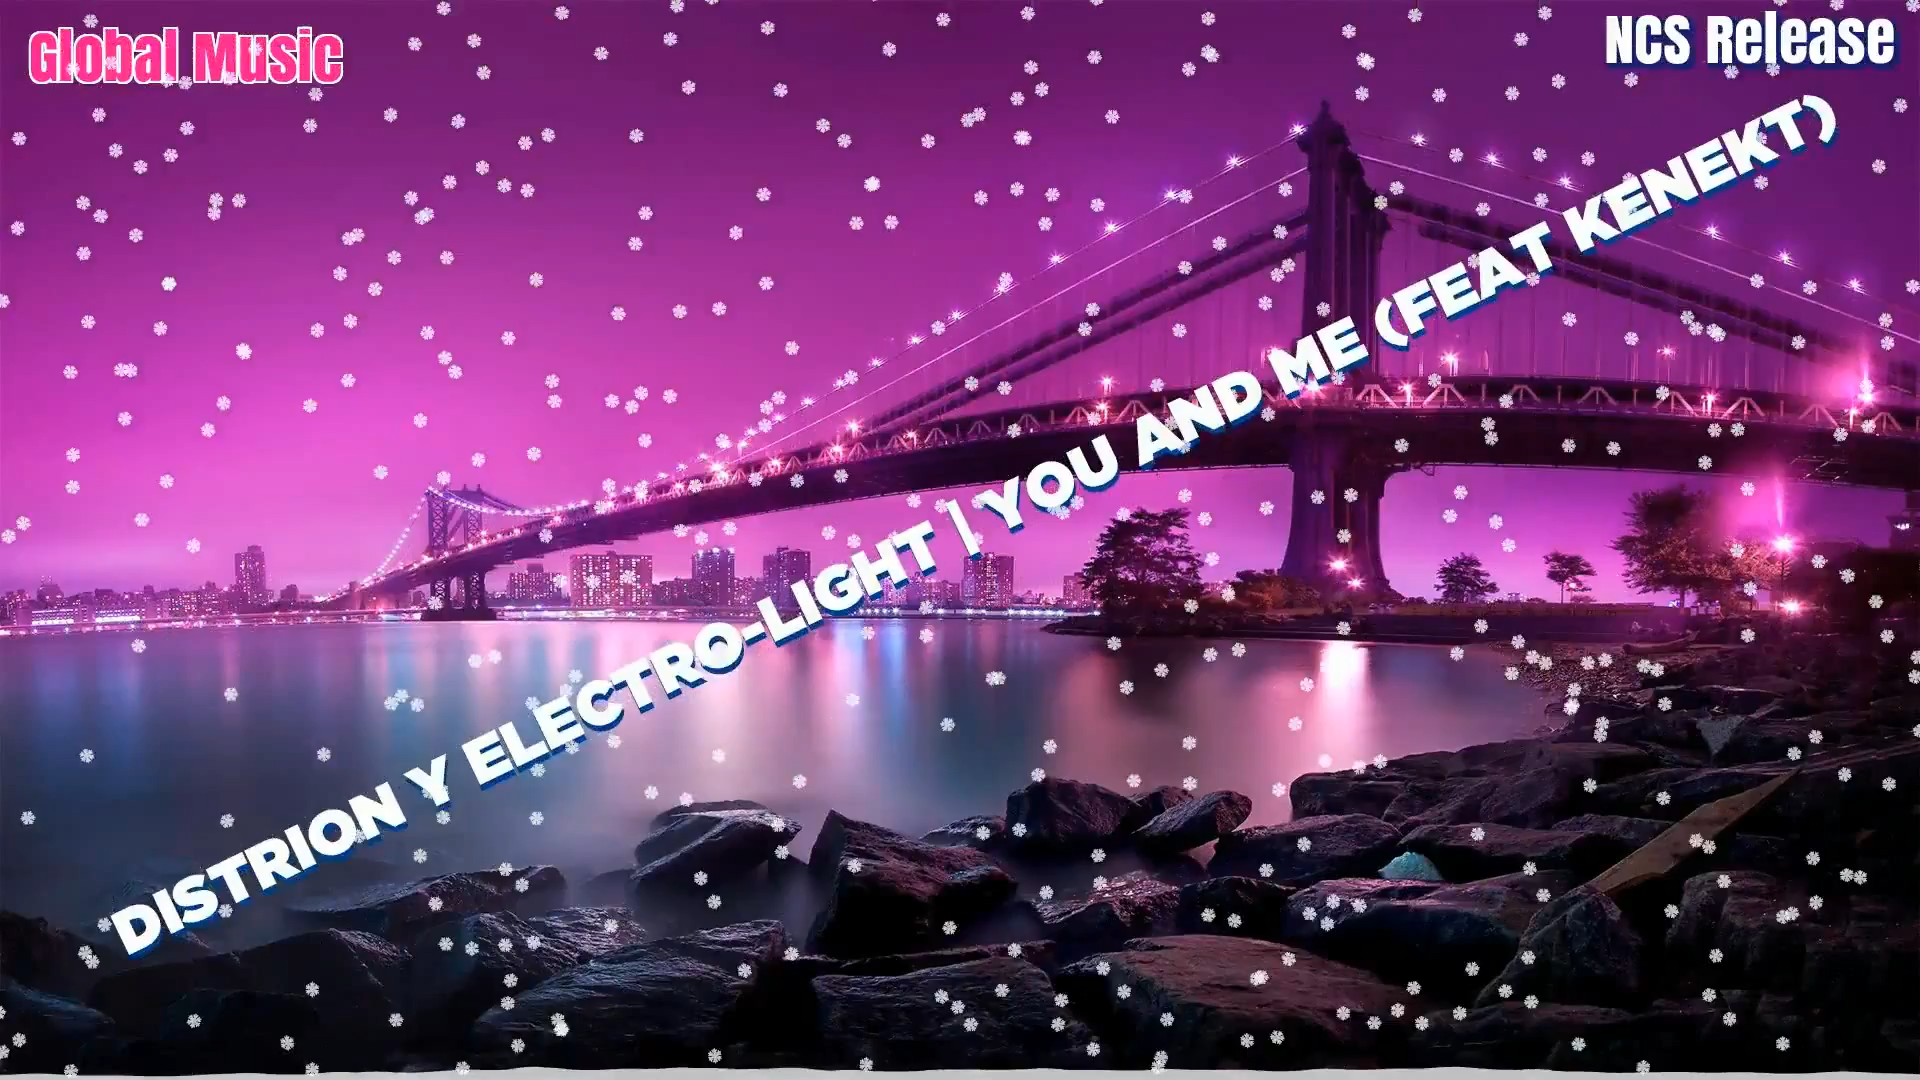 Global Music
NCS Release
DISTRION Y ELECTRO-LIGHT | YOU AND ME (FEAT KENEKT)